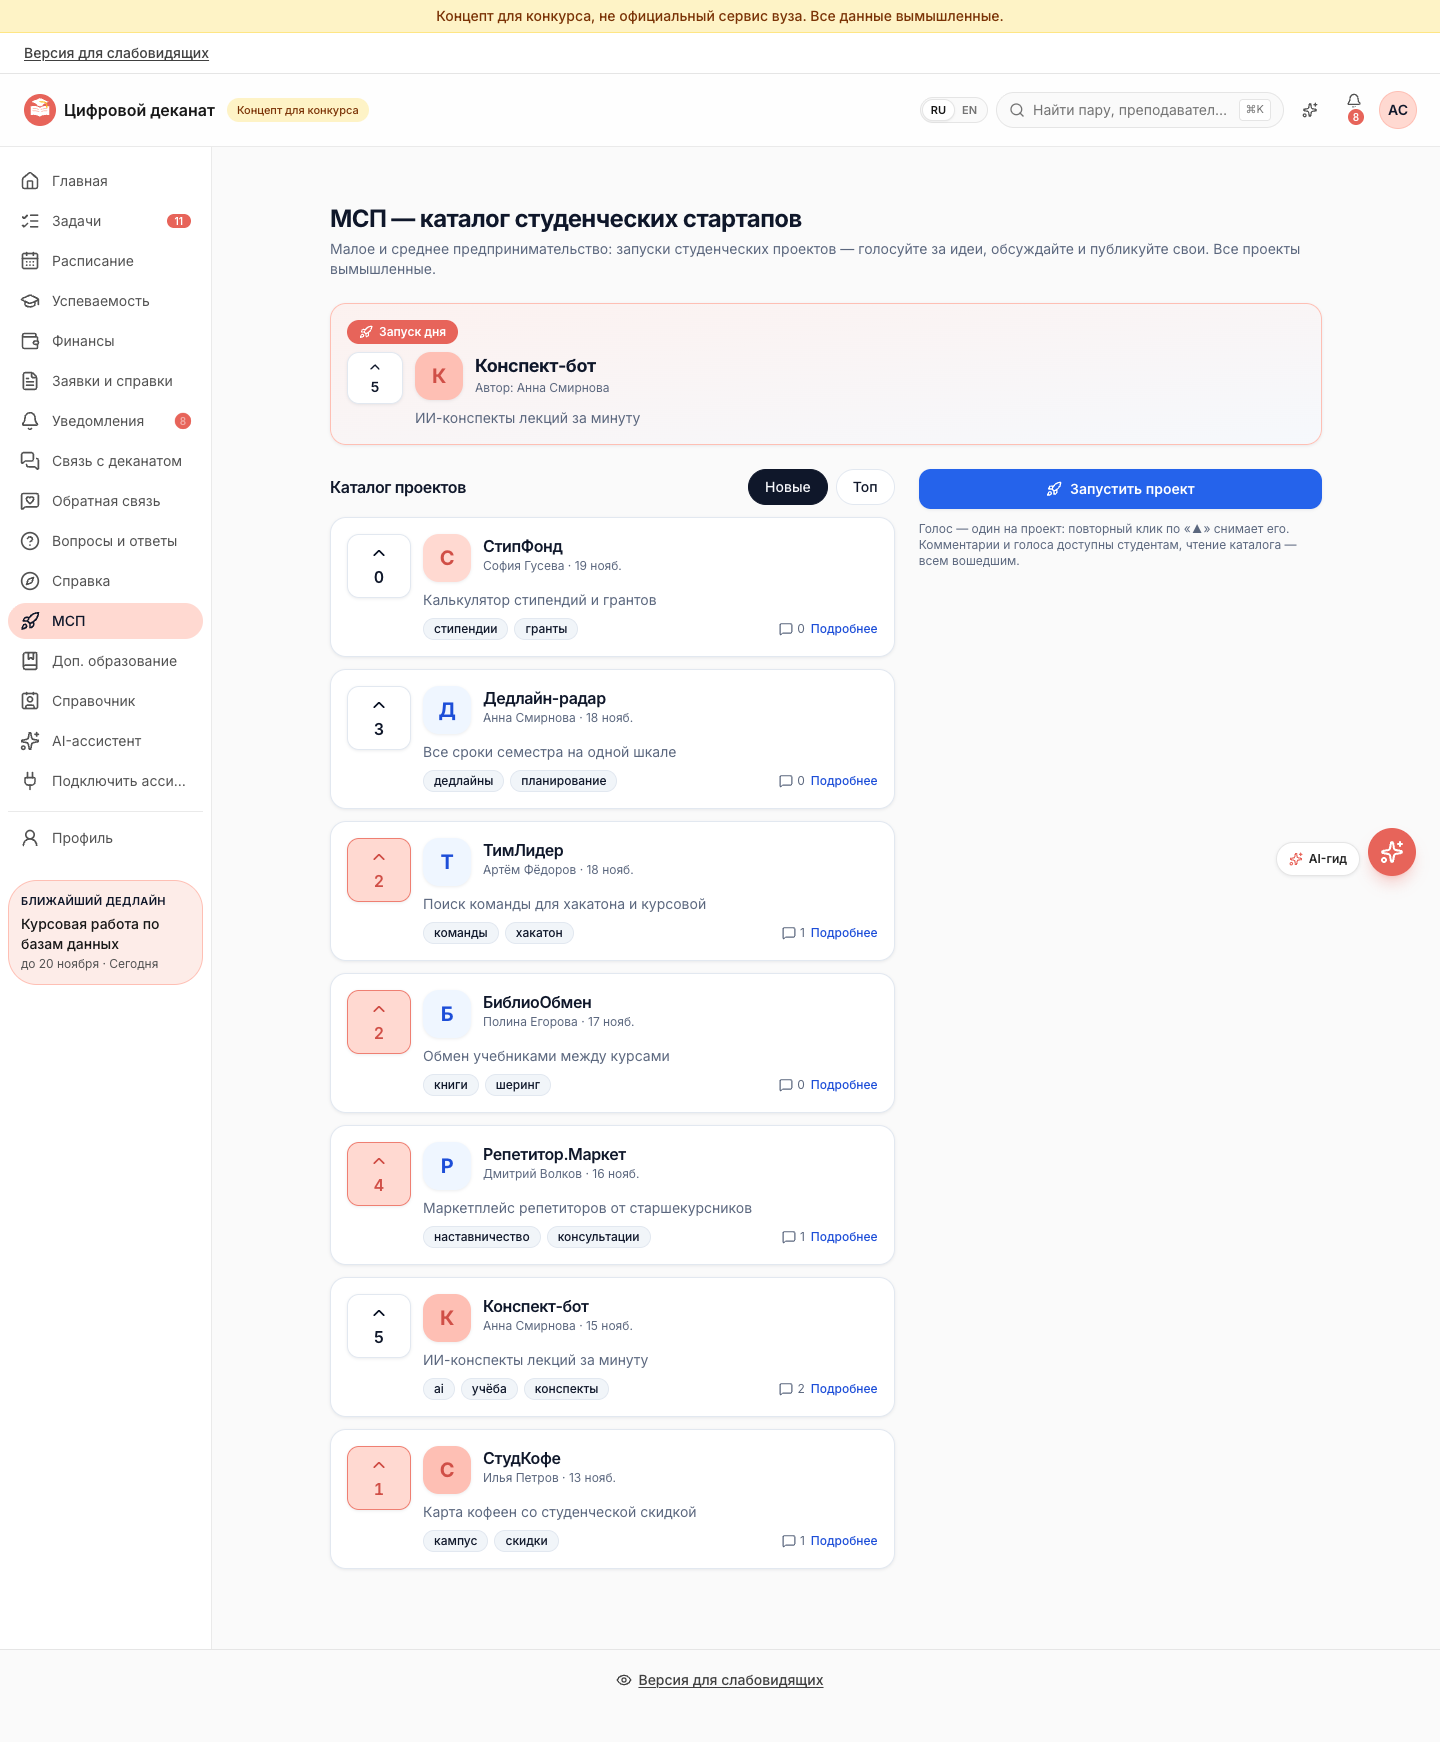 Концепт для конкурса, не официальный сервис вуза. Все данные вымышленные.
Версия для слабовидящих
Цифровой деканат
Концепт для конкурса
RU EN
Найти пару, преподавател...
⌘K
8
АС
Главная
Задачи 11
Расписание
Успеваемость
Финансы
Заявки и справки
Уведомления 8
Связь с деканатом
Обратная связь
Вопросы и ответы
Справка
МСП
Доп. образование
Справочник
AI-ассистент
Подключить асси...
Профиль
БЛИЖАЙШИЙ ДЕДЛАЙН
Курсовая работа по
базам данных
до 20 ноября · Сегодня
МСП — каталог студенческих стартапов
Малое и среднее предпринимательство: запуски студенческих проектов — голосуйте за идеи, обсуждайте и публикуйте свои. Все проекты
вымышленные.
Запуск дня
5
К
Конспект-бот
Автор: Анна Смирнова
ИИ-конспекты лекций за минуту
Каталог проектов
Новые
Топ
0
С
СтипФонд
София Гусева · 19 нояб.
Калькулятор стипендий и грантов
стипендии гранты
0 Подробнее
3
Д
Дедлайн-радар
Анна Смирнова · 18 нояб.
Все сроки семестра на одной шкале
дедлайны планирование
0 Подробнее
2
Т
ТимЛидер
Артём Фёдоров · 18 нояб.
Поиск команды для хакатона и курсовой
команды хакатон
1 Подробнее
2
Б
БиблиоОбмен
Полина Егорова · 17 нояб.
Обмен учебниками между курсами
книги шеринг
0 Подробнее
4
Р
Репетитор.Маркет
Дмитрий Волков · 16 нояб.
Маркетплейс репетиторов от старшекурсников
наставничество консультации
1 Подробнее
5
К
Конспект-бот
Анна Смирнова · 15 нояб.
ИИ-конспекты лекций за минуту
ai учёба конспекты
2 Подробнее
1
С
СтудКофе
Илья Петров · 13 нояб.
Карта кофеен со студенческой скидкой
кампус скидки
1 Подробнее
Запустить проект
Голос — один на проект: повторный клик по «▲» снимает его.
Комментарии и голоса доступны студентам, чтение каталога —
всем вошедшим.
AI-гид
Версия для слабовидящих